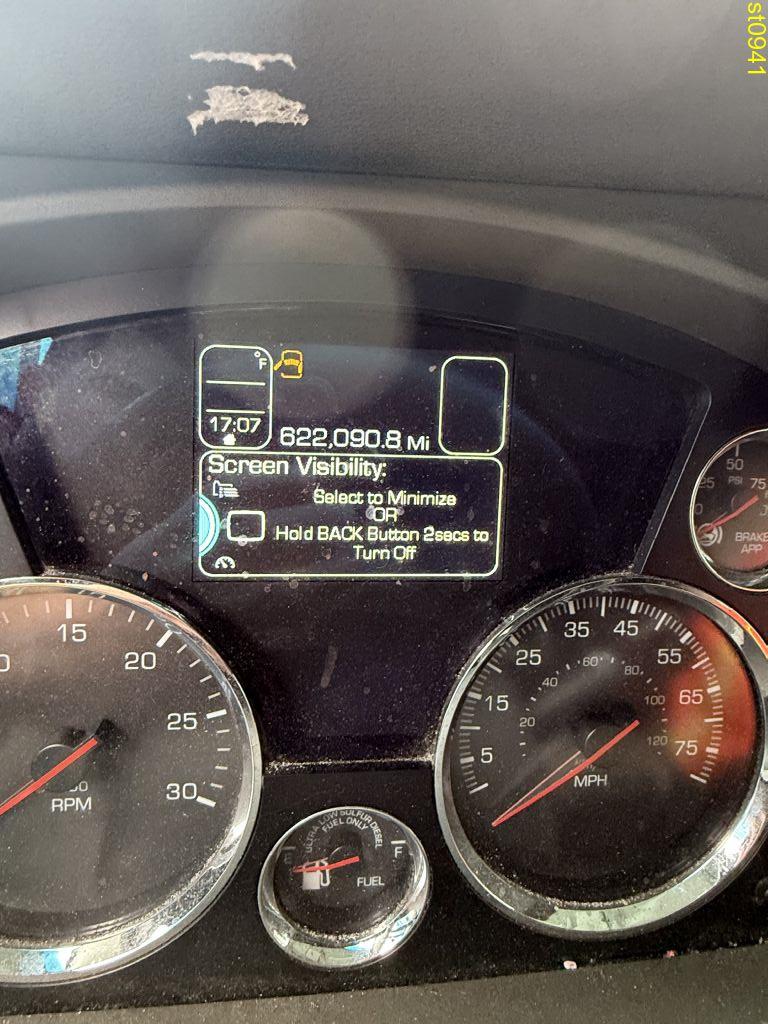 st0941
°F
17:07
622,090.8 Mi
Screen Visibility:
Select to Minimize
OR
Hold BACK Button 2secs to
Turn Off
50
25
PSI
75
0
BRAKE
APP
15
20
25
30
RPM
5
15
25
35
45
55
65
75
20
40
60
80
100
120
MPH
ULTRA LOW SULFUR DIESEL
FUEL ONLY
E
F
FUEL